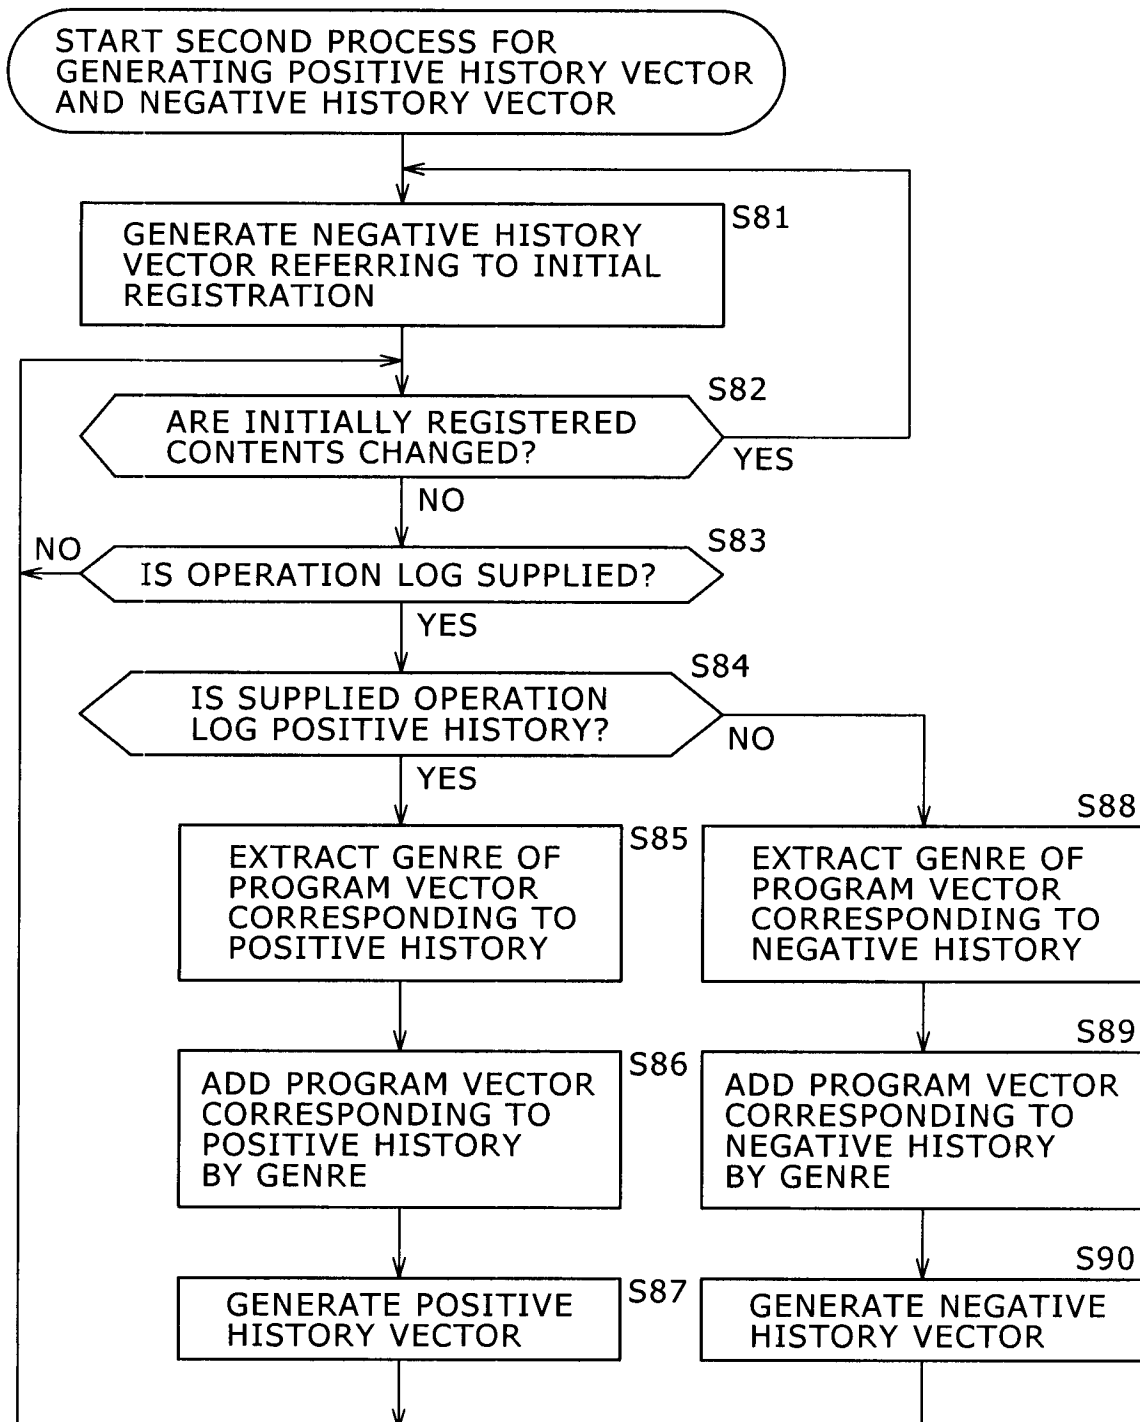 START SECOND PROCESS FOR
GENERATING POSITIVE HISTORY VECTOR
AND NEGATIVE HISTORY VECTOR
S81
GENERATE NEGATIVE HISTORY
VECTOR REFERRING TO INITIAL
REGISTRATION
S82
ARE INITIALLY REGISTERED
CONTENTS CHANGED?
YES
NO
S83
NO
IS OPERATION LOG SUPPLIED?
YES
S84
IS SUPPLIED OPERATION
LOG POSITIVE HISTORY?
NO
YES
S85
EXTRACT GENRE OF
PROGRAM VECTOR
CORRESPONDING TO
POSITIVE HISTORY
S88
EXTRACT GENRE OF
PROGRAM VECTOR
CORRESPONDING TO
NEGATIVE HISTORY
S86
ADD PROGRAM VECTOR
CORRESPONDING TO
POSITIVE HISTORY
BY GENRE
S89
ADD PROGRAM VECTOR
CORRESPONDING TO
NEGATIVE HISTORY
BY GENRE
S87
GENERATE POSITIVE
HISTORY VECTOR
S90
GENERATE NEGATIVE
HISTORY VECTOR